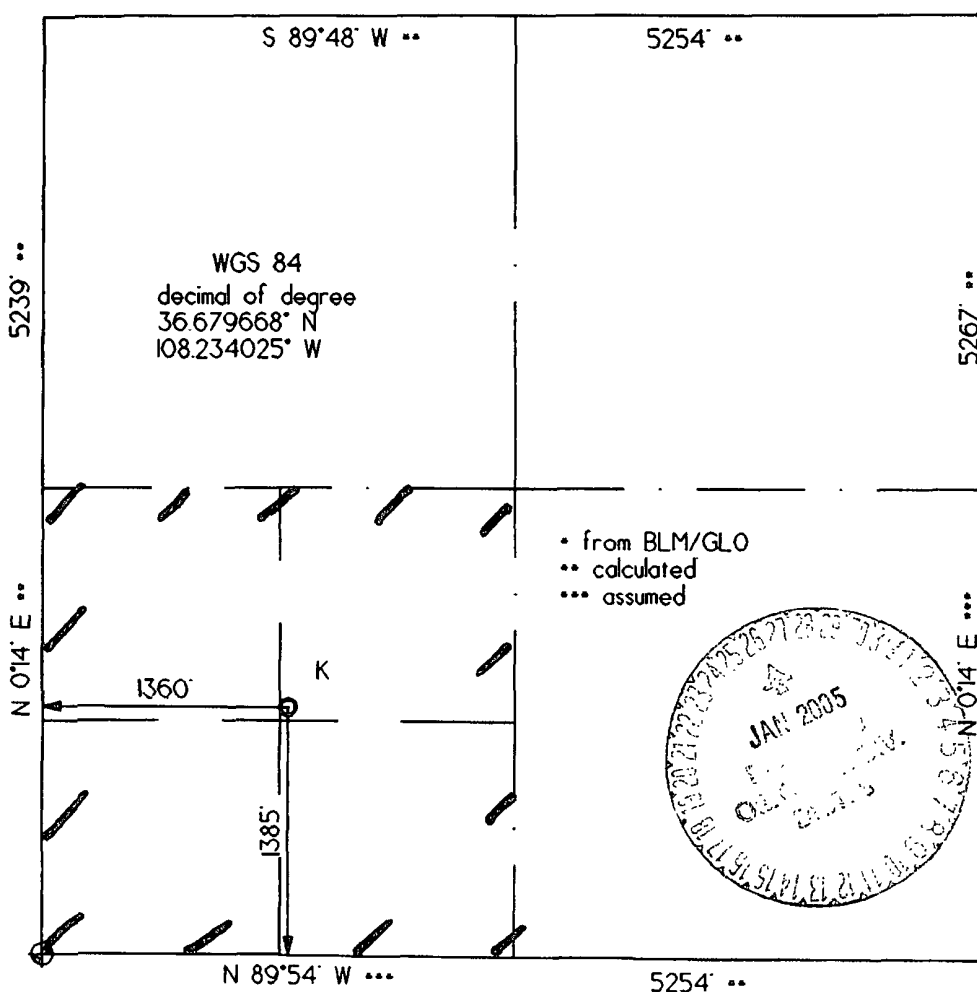 S 89°48' W **
5254' **
5239' **
WGS 84
decimal of degree
36.679668° N
108.234025° W
5267' **
* from BLM/GLO
** calculated
*** assumed
N 0°14' E **
N 0°14' E ***
1360'
K
1385'
JAN 2005
N 89°54' W ***
5254' **